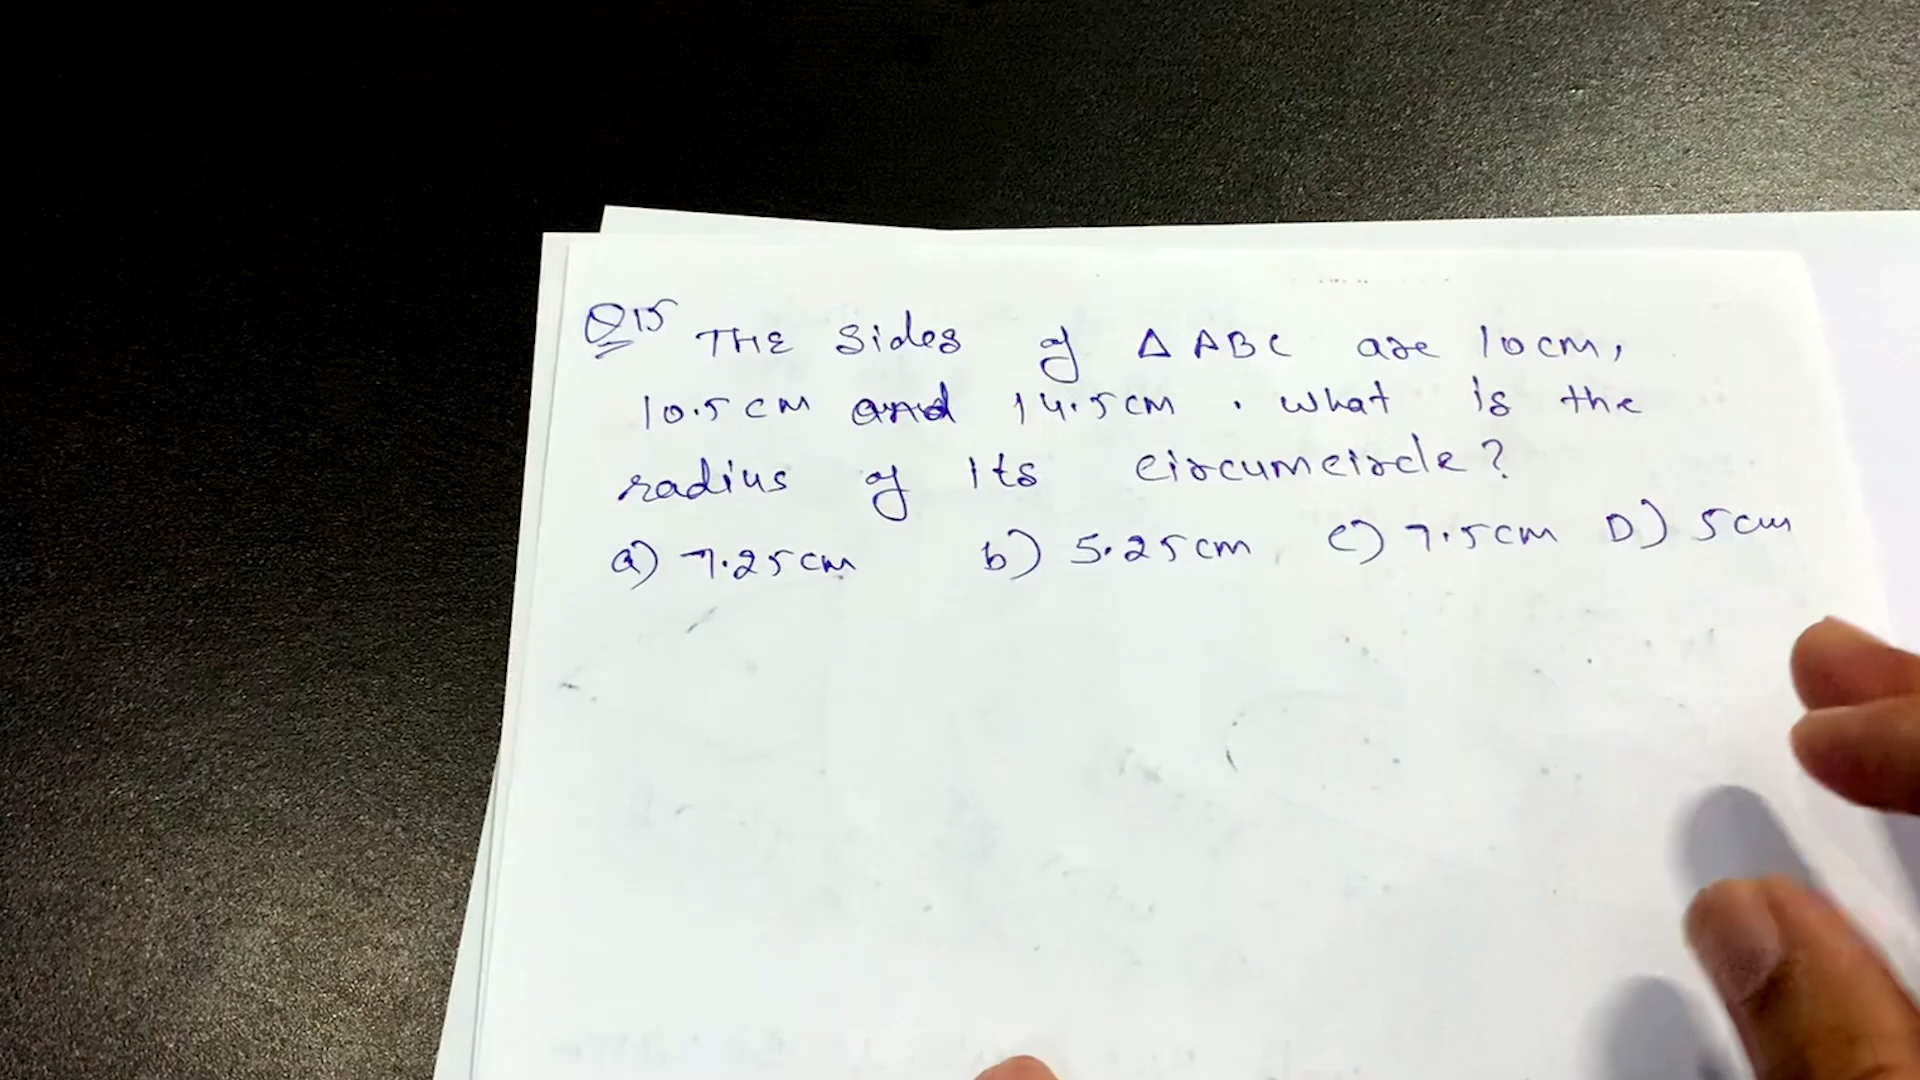 Q15 THE sides of Δ ABC are 10cm,
10.5cm and 14.5cm . what is the
radius of its circumcircle?
a) 7.25cm b) 5.25cm c) 7.5cm D) 5cm